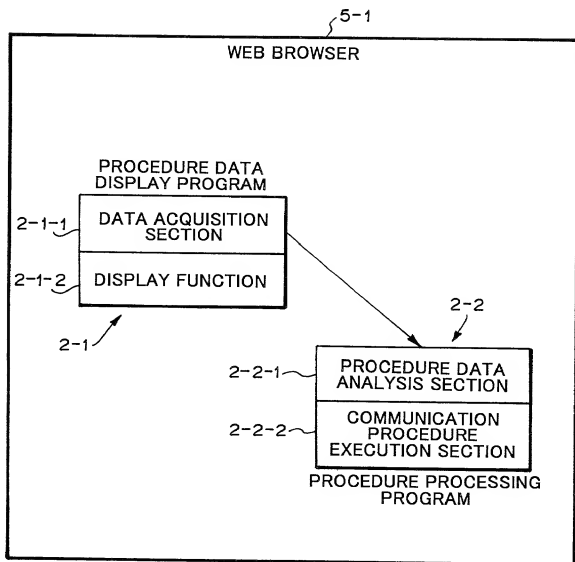 5-1
WEB BROWSER
PROCEDURE DATA
DISPLAY PROGRAM
2-1-1
DATA ACQUISITION
SECTION
2-1-2
DISPLAY FUNCTION
2-1
2-2
2-2-1
PROCEDURE DATA
ANALYSIS SECTION
2-2-2
COMMUNICATION
PROCEDURE
EXECUTION SECTION
PROCEDURE PROCESSING
PROGRAM